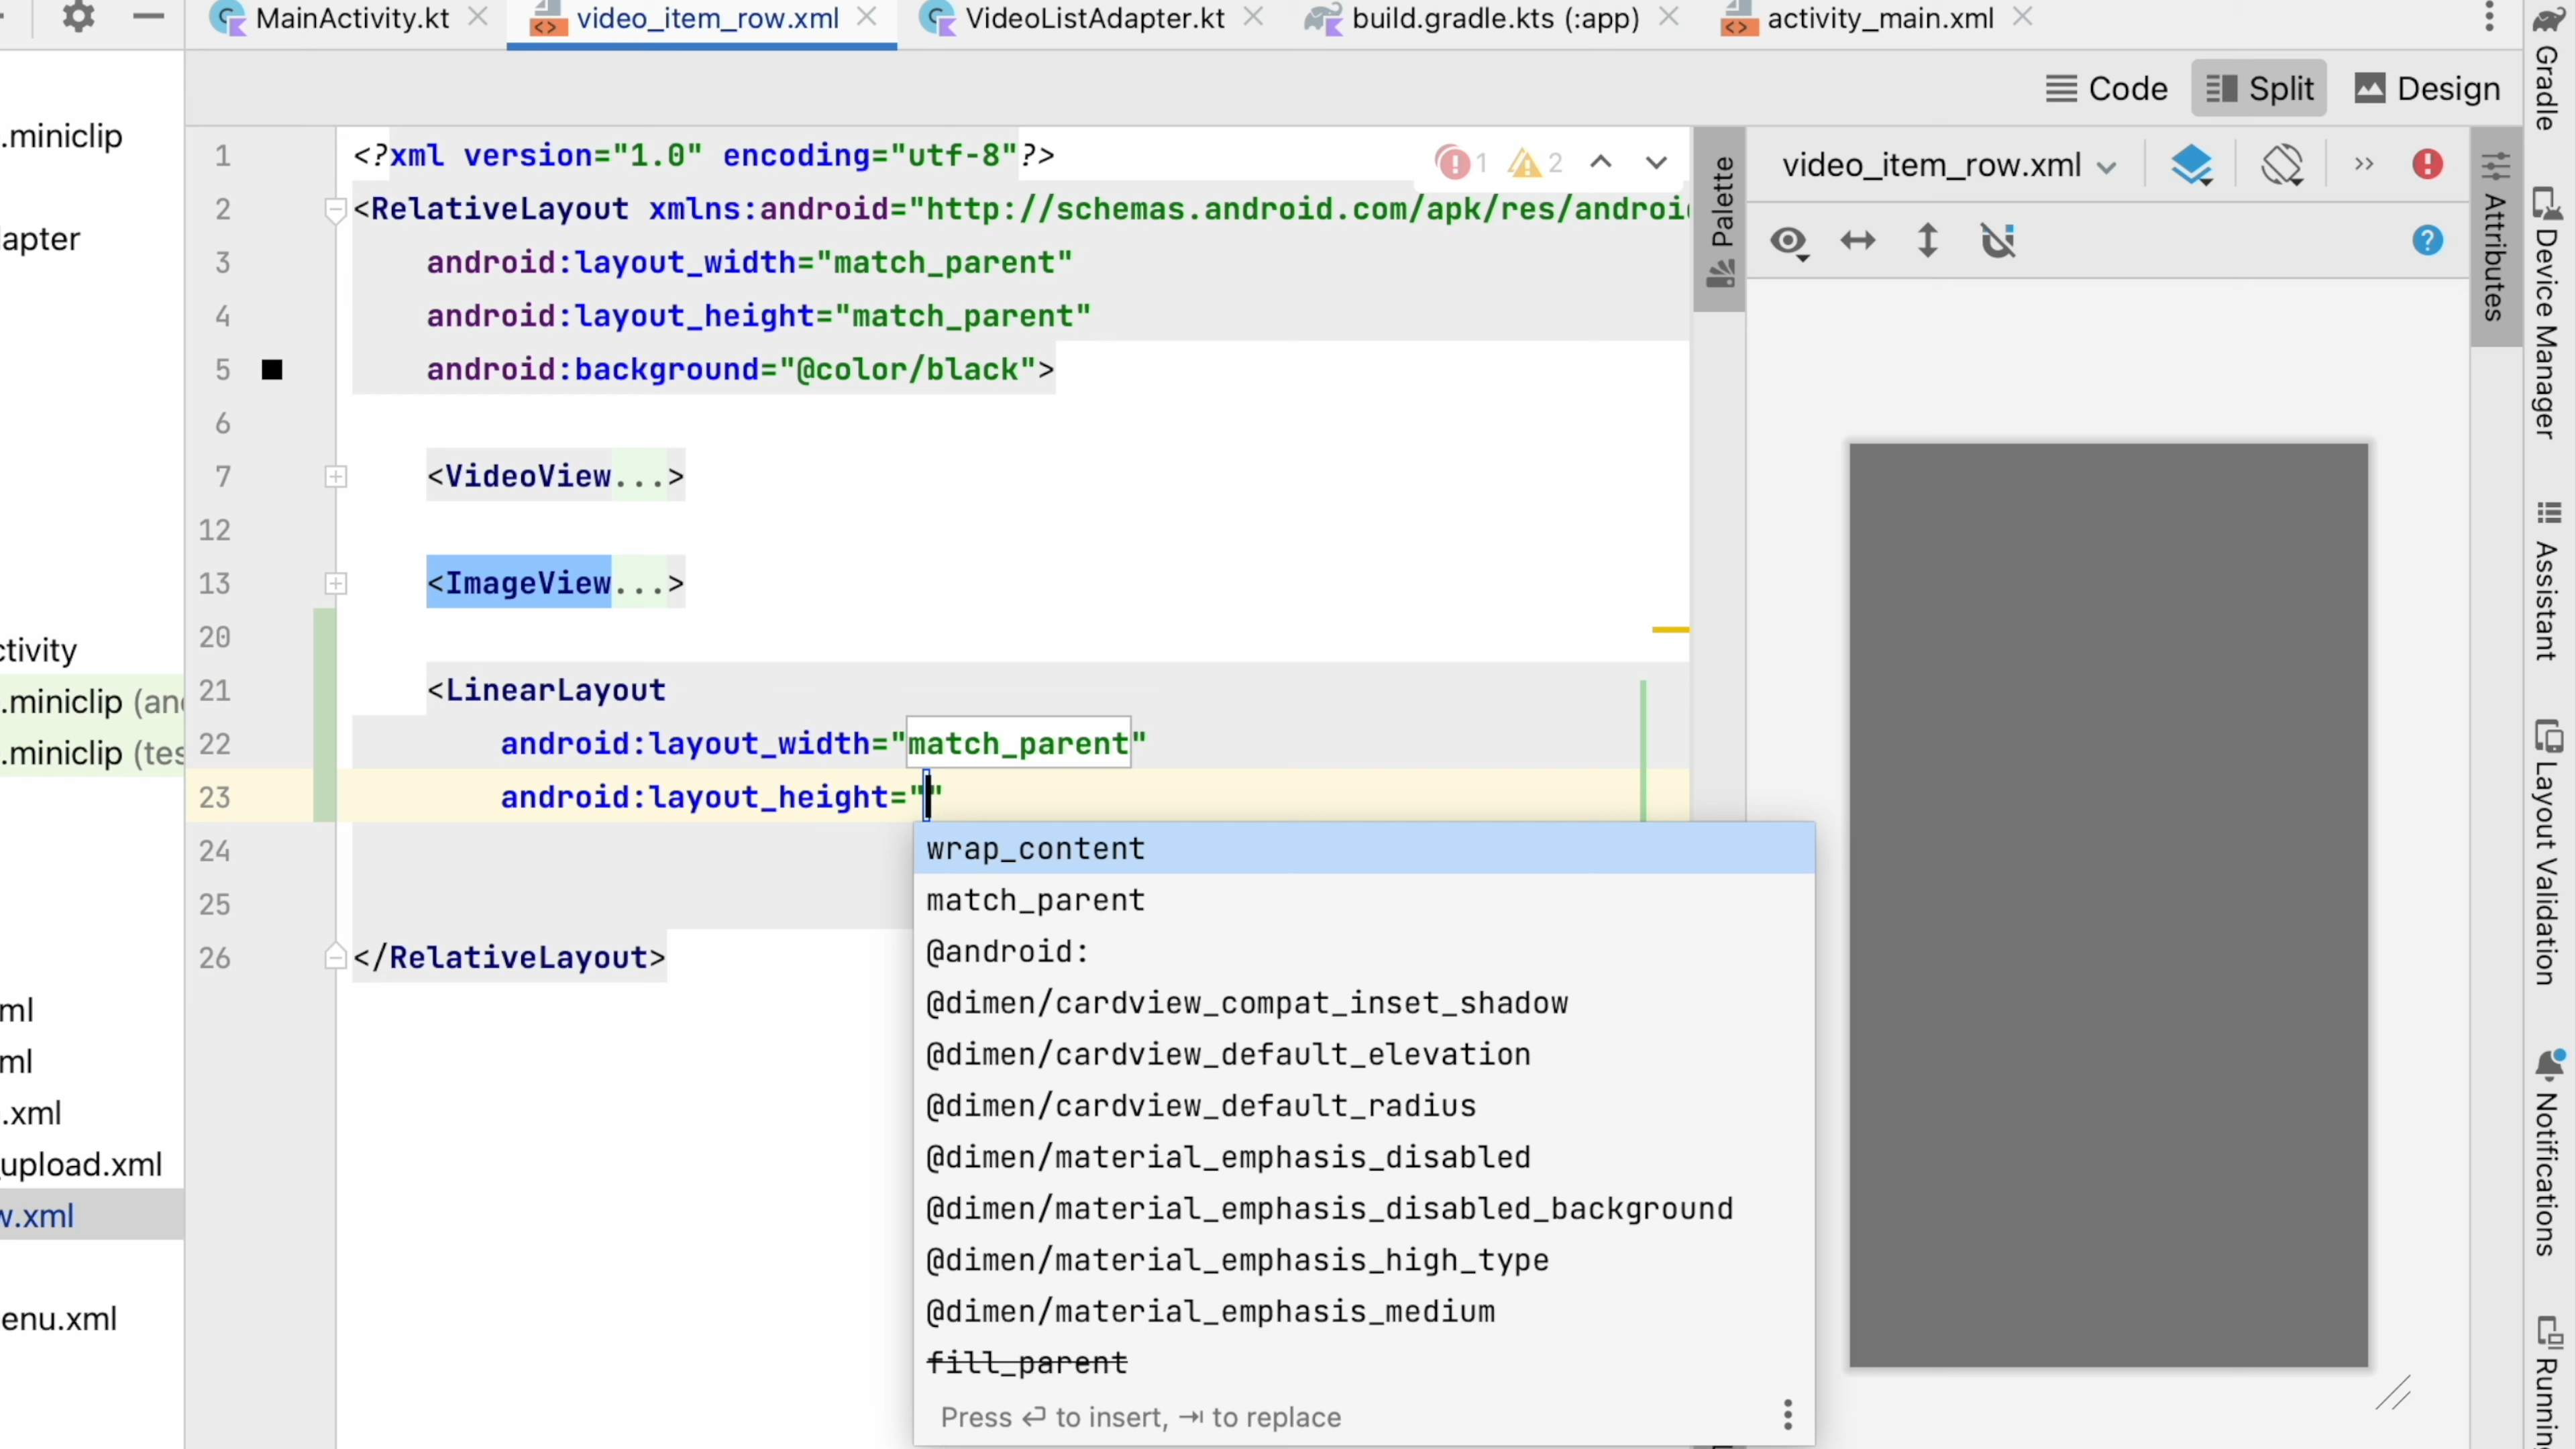 MainActivity.kt
video_item_row.xml
VideoListAdapter.kt
build.gradle.kts (:app)
activity_main.xml
Code
Split
Design
.miniclip
apter
ctivity
.miniclip (an
.miniclip (tes
ml
ml
.xml
upload.xml
w.xml
enu.xml
1 <?xml version="1.0" encoding="utf-8"?>
2 <RelativeLayout xmlns:android="http://schemas.android.com/apk/res/androi
3 android:layout_width="match_parent"
4 android:layout_height="match_parent"
5 android:background="@color/black">
6
7 <VideoView...>
12
13 <ImageView...>
20
21 <LinearLayout
22 android:layout_width="match_parent"
23 android:layout_height=""
24
25
26 </RelativeLayout>
1 2
wrap_content
match_parent
@android:
@dimen/cardview_compat_inset_shadow
@dimen/cardview_default_elevation
@dimen/cardview_default_radius
@dimen/material_emphasis_disabled
@dimen/material_emphasis_disabled_background
@dimen/material_emphasis_high_type
@dimen/material_emphasis_medium
fill_parent
Press ↵ to insert, ⇥ to replace
Palette
video_item_row.xml
Attributes
Gradle
Device Manager
Assistant
Layout Validation
Notifications
Runnin